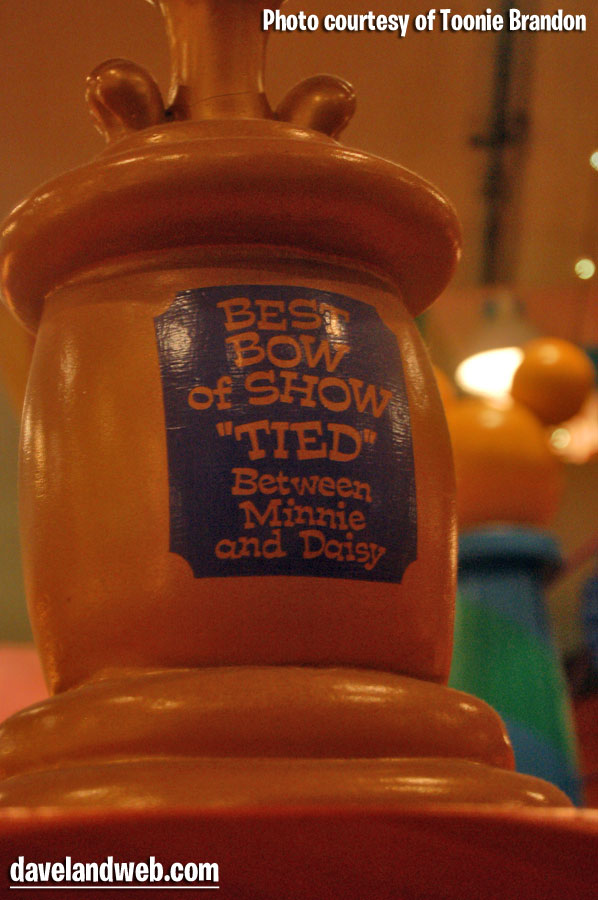 Photo courtesy of Toonie Brandon
BEST
BOW
of SHOW
"TIED"
Between
Minnie
and Daisy
davelandweb.com